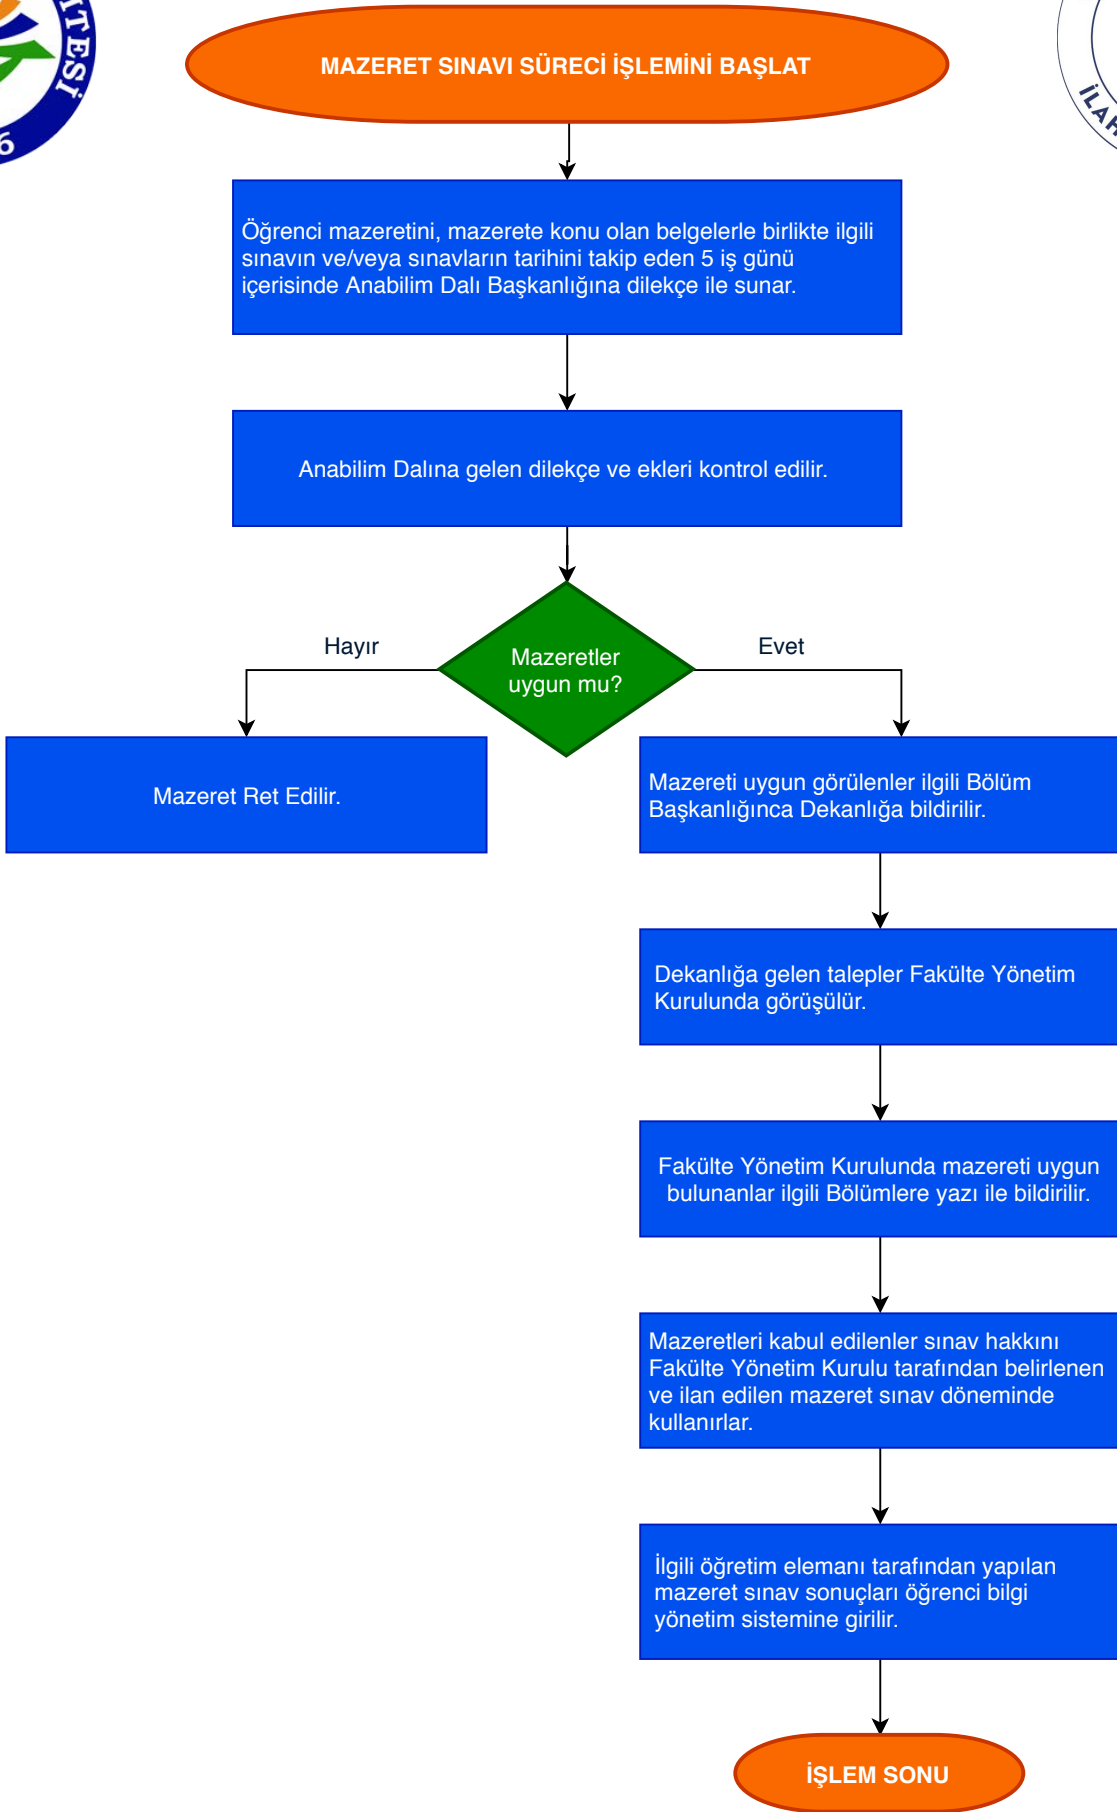 MAZERET SINAVI SÜRECİ İŞLEMİNİ BAŞLAT
Öğrenci mazeretini, mazerete konu olan belgelerle birlikte ilgili
sınavın ve/veya sınavların tarihini takip eden 5 iş günü
içerisinde Anabilim Dalı Başkanlığına dilekçe ile sunar.
Anabilim Dalına gelen dilekçe ve ekleri kontrol edilir.
Mazeretler
uygun mu?
Hayır
Evet
Mazeret Ret Edilir.
Mazereti uygun görülenler ilgili Bölüm
Başkanlığınca Dekanlığa bildirilir.
Dekanlığa gelen talepler Fakülte Yönetim
Kurulunda görüşülür.
Fakülte Yönetim Kurulunda mazereti uygun
bulunanlar ilgili Bölümlere yazı ile bildirilir.
Mazeretleri kabul edilenler sınav hakkını
Fakülte Yönetim Kurulu tarafından belirlenen
ve ilan edilen mazeret sınav döneminde
kullanırlar.
İlgili öğretim elemanı tarafından yapılan
mazeret sınav sonuçları öğrenci bilgi
yönetim sistemine girilir.
İŞLEM SONU